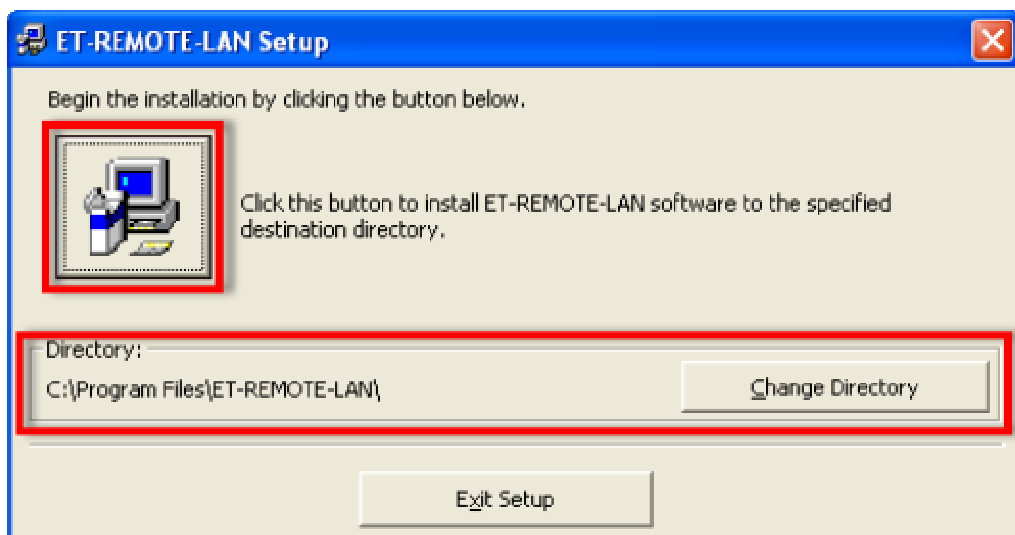 ET-REMOTE-LAN Setup
Begin the installation by clicking the button below.
Click this button to install ET-REMOTE-LAN software to the specified
destination directory.
Directory:
C:\Program Files\ET-REMOTE-LAN\
Change Directory
Exit Setup